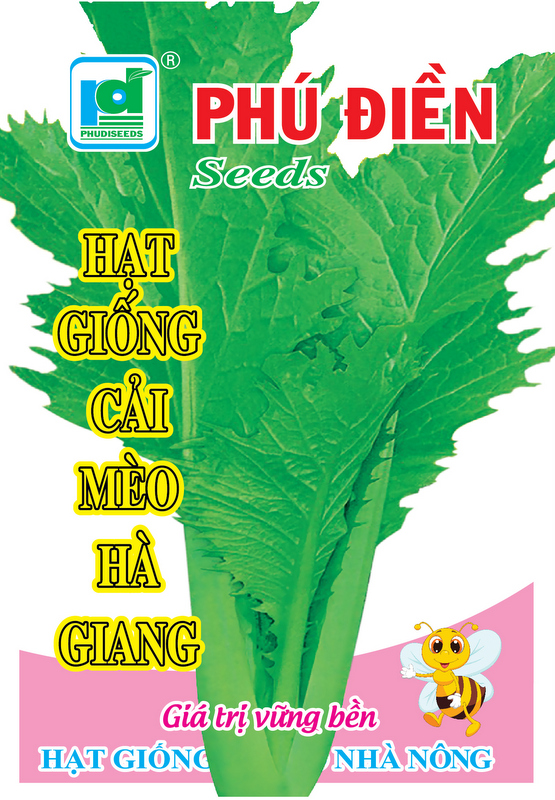 PHUDISEEDS ®
PHÚ ĐIỀN
Seeds
HẠT
GIỐNG
CẢI
MÈO
HÀ
GIANG
Giá trị vững bền
HẠT GIỐNG NHÀ NÔNG